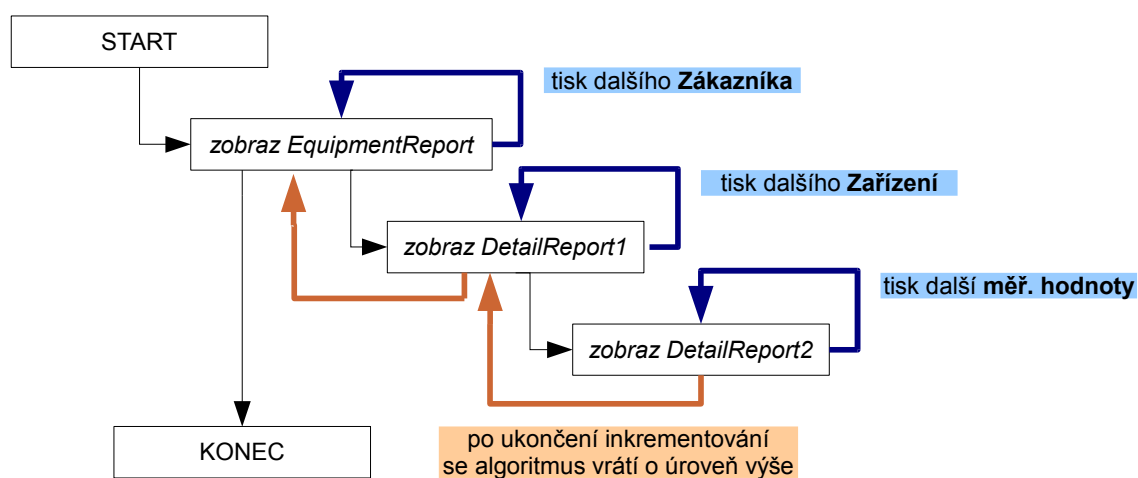 START
tisk dalšího Zákazníka
zobraz EquipmentReport
tisk dalšího Zařízení
zobraz DetailReport1
tisk další měř. hodnoty
zobraz DetailReport2
KONEC
po ukončení inkrementování
se algoritmus vrátí o úroveň výše